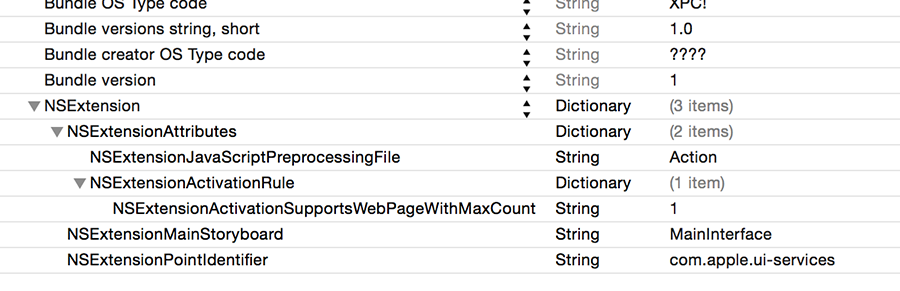 Bundle OS Type code String XPC!
Bundle versions string, short String 1.0
Bundle creator OS Type code String ????
Bundle version String 1
NSExtension Dictionary (3 items)
NSExtensionAttributes Dictionary (2 items)
NSExtensionJavaScriptPreprocessingFile String Action
NSExtensionActivationRule Dictionary (1 item)
NSExtensionActivationSupportsWebPageWithMaxCount String 1
NSExtensionMainStoryboard String MainInterface
NSExtensionPointIdentifier String com.apple.ui-services